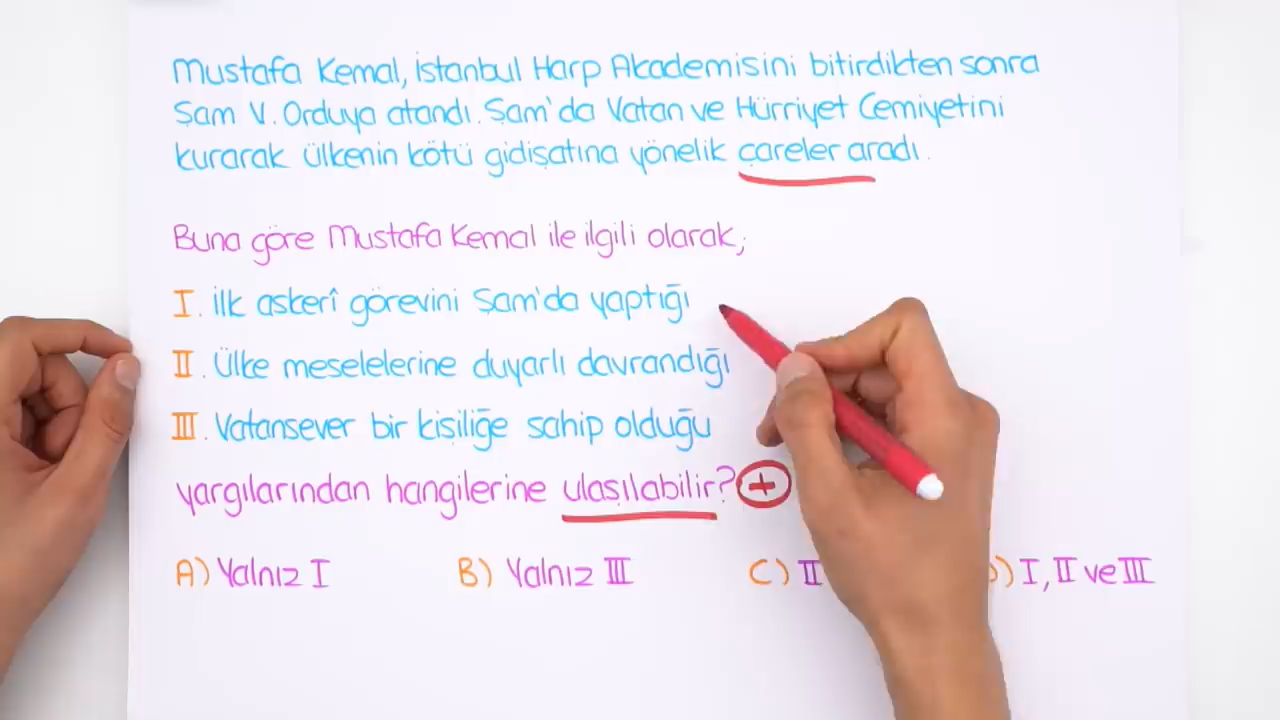 Mustafa Kemal, İstanbul Harp Akademisini bitirdikten sonra
Şam V. Orduya atandı. Şam'da Vatan ve Hürriyet Cemiyetini
kurarak ülkenin kötü gidişatına yönelik çareler aradı.
Buna göre Mustafa Kemal ile ilgili olarak;
I. İlk askerî görevini Şam'da yaptığı
II. Ülke meselelerine duyarlı davrandığı
III. Vatansever bir kişiliğe sahip olduğu
yargılarından hangilerine ulaşılabilir? +
A) Yalnız I B) Yalnız III C) II ) I, II ve III